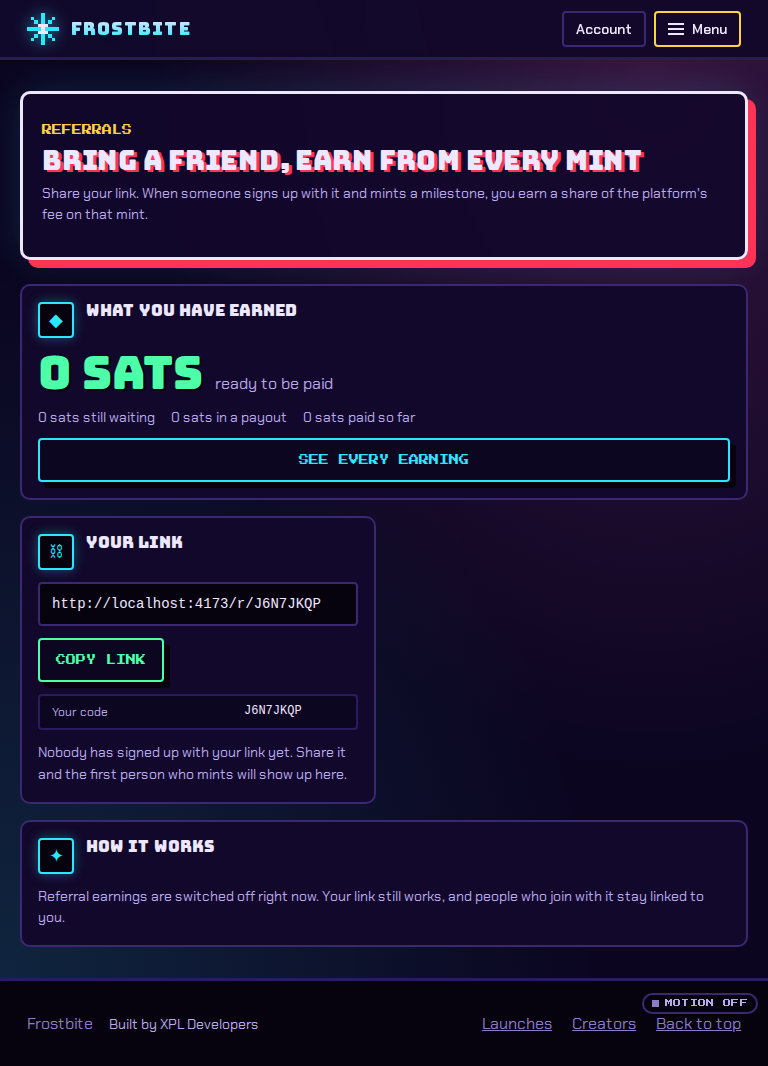 FROSTBITE
Account
Menu
REFERRALS
BRING A FRIEND, EARN FROM EVERY MINT
Share your link. When someone signs up with it and mints a milestone, you earn a share of the platform's
fee on that mint.
WHAT YOU HAVE EARNED
0 SATS ready to be paid
0 sats still waiting 0 sats in a payout 0 sats paid so far
SEE EVERY EARNING
YOUR LINK
http://localhost:4173/r/J6N7JKQP
COPY LINK
Your code J6N7JKQP
Nobody has signed up with your link yet. Share it
and the first person who mints will show up here.
HOW IT WORKS
Referral earnings are switched off right now. Your link still works, and people who join with it stay linked to
you.
MOTION OFF
Frostbite Built by XPL Developers Launches Creators Back to top